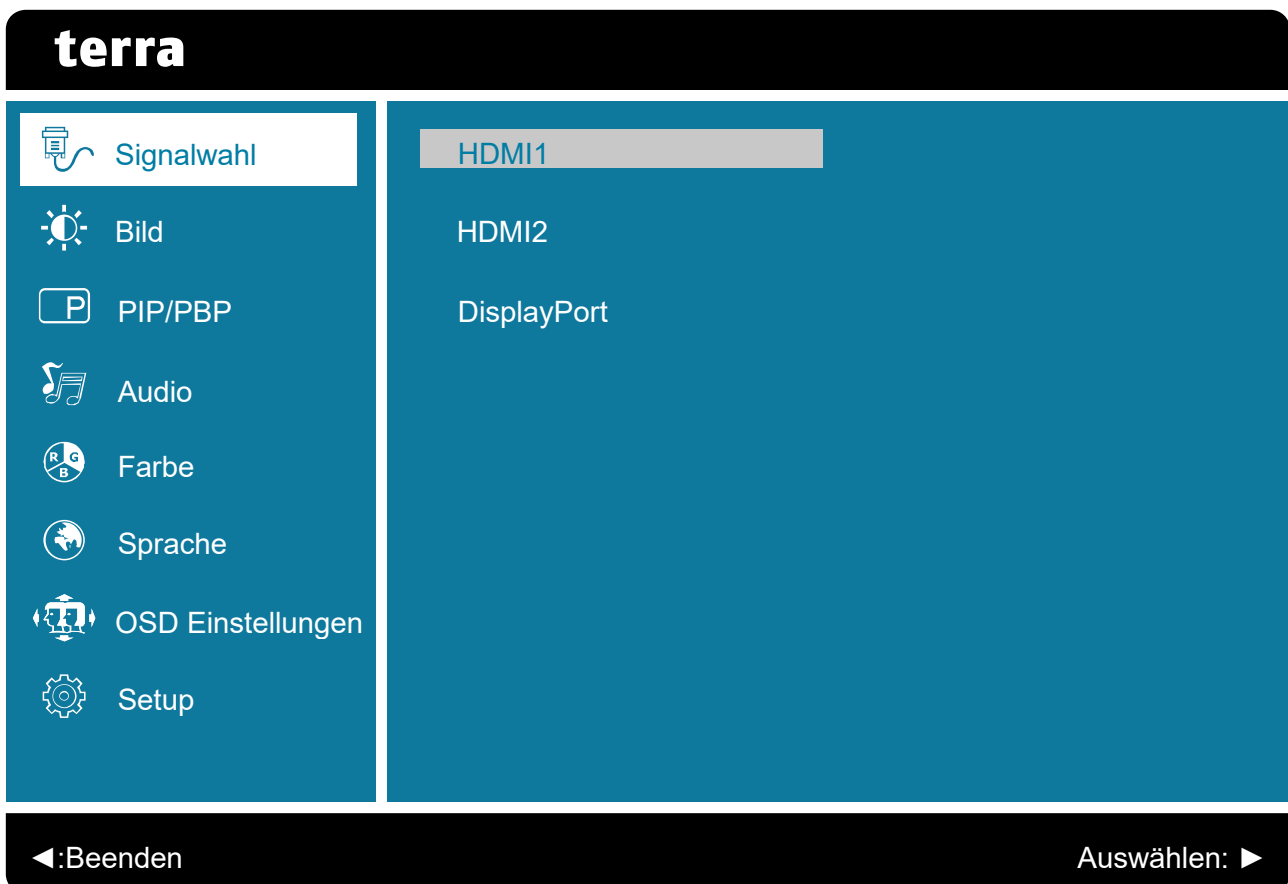 terra
Signalwahl
Bild
P PIP/PBP
Audio
R G B Farbe
Sprache
OSD Einstellungen
Setup
HDMI1
HDMI2
DisplayPort
◄:Beenden
Auswählen: ►